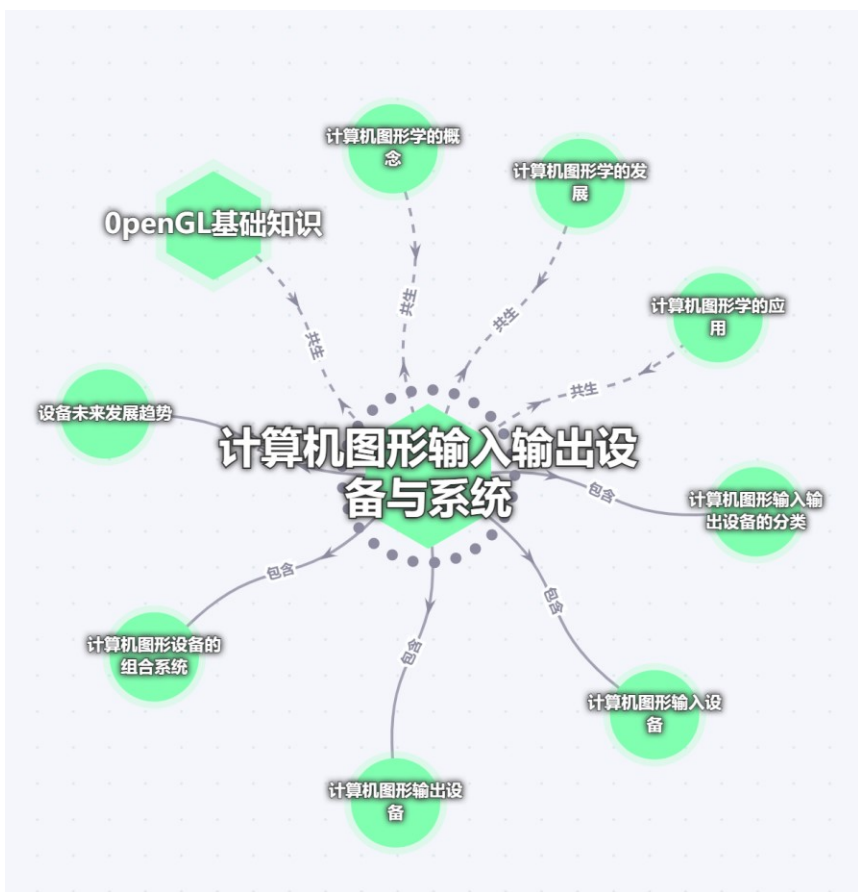 计算机图形学的概
念
计算机图形学的发
展
0penGL基础知识
共生
共生
共生
计算机图形学的应
用
共生
设备未来发展趋势
计算机图形输入输出设
备与系统
包含
计算机图形输入输
出设备的分类
包含
包含
包含
计算机图形设备的
组合系统
计算机图形输入设
备
计算机图形输出设
备